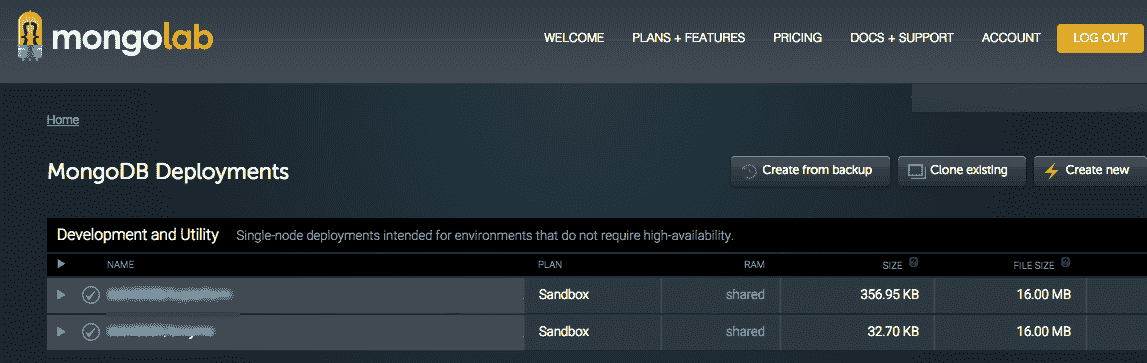 mongolab
WELCOME PLANS + FEATURES PRICING DOCS + SUPPORT ACCOUNT LOG OUT
Home
MongoDB Deployments
Create from backup Clone existing Create new
Development and Utility Single-node deployments intended for environments that do not require high-availability.
NAME PLAN RAM SIZE ? FILE SIZE ?
Sandbox shared 356.95 KB 16.00 MB
Sandbox shared 32.70 KB 16.00 MB